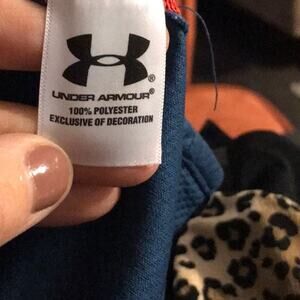 UNDER ARMOUR®
100% POLYESTER
EXCLUSIVE OF DECORATION